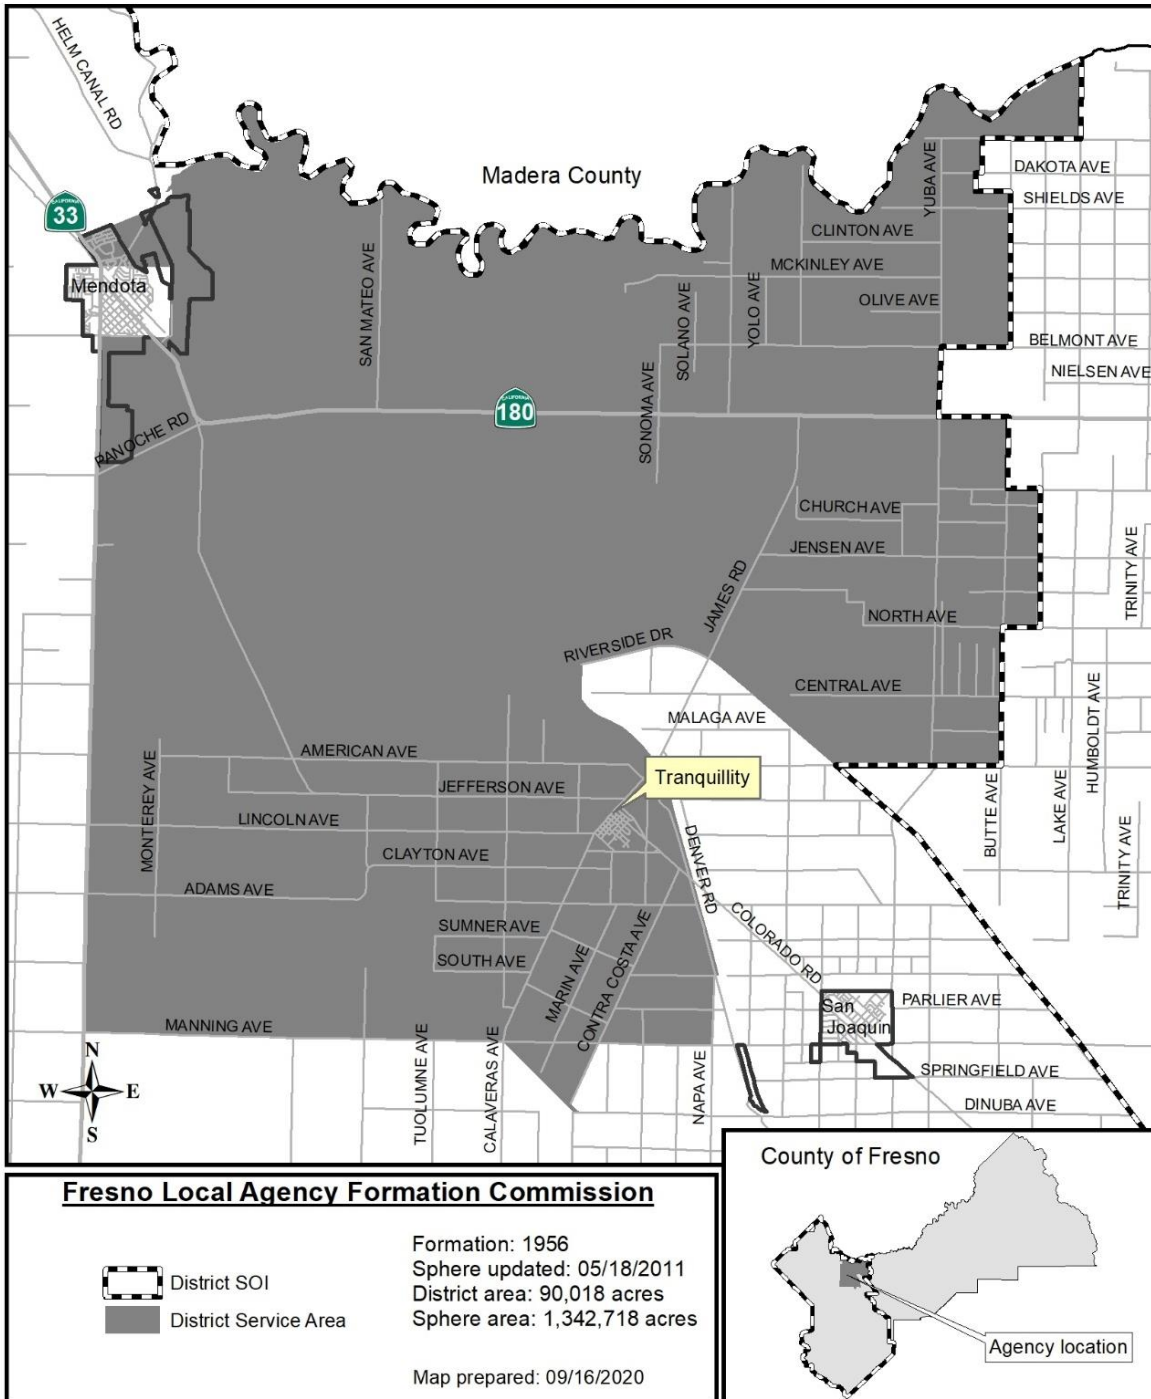 HELM CANAL RD
Madera County
CALIFORNIA
33
Mendota
YUBA AVE
DAKOTA AVE
SHIELDS AVE
CLINTON AVE
SAN MATEO AVE
MCKINLEY AVE
OLIVE AVE
SOLANO AVE
YOLO AVE
BELMONT AVE
NIELSEN AVE
CALIFORNIA
180
SONOMA AVE
PANOCHE RD
CHURCH AVE
JENSEN AVE
TRINITY AVE
JAMES RD
NORTH AVE
RIVERSIDE DR
CENTRAL AVE
MALAGA AVE
HUMBOLDT AVE
AMERICAN AVE
Tranquillity
JEFFERSON AVE
MONTEREY AVE
LINCOLN AVE
BUTTE AVE
LAKE AVE
CLAYTON AVE
DENVER RD
TRINITY AVE
ADAMS AVE
COLORADO RD
SUMNER AVE
SOUTH AVE
MARIN AVE
CONTRA COSTA AVE
San
Joaquin
PARLIER AVE
MANNING AVE
TUOLUMNE AVE
CALAVERAS AVE
NAPA AVE
SPRINGFIELD AVE
DINUBA AVE
N
W
E
S
County of Fresno
Agency location
Fresno Local Agency Formation Commission
District SOI
District Service Area
Formation: 1956
Sphere updated: 05/18/2011
District area: 90,018 acres
Sphere area: 1,342,718 acres
Map prepared: 09/16/2020